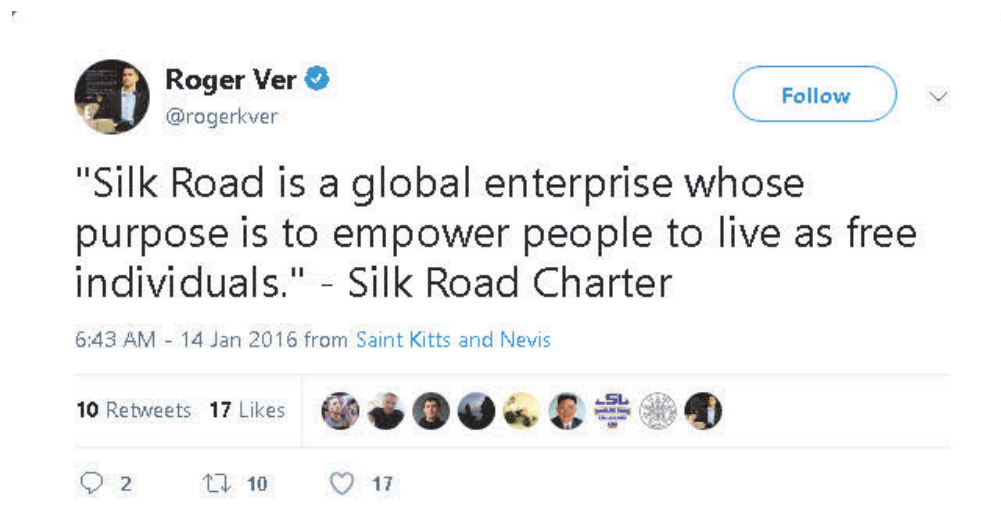 Roger Ver
@rogerkver
Follow
"Silk Road is a global enterprise whose
purpose is to empower people to live as free
individuals." - Silk Road Charter
6:43 AM - 14 Jan 2016 from Saint Kitts and Nevis
10 Retweets 17 Likes
LSU
2 10 17